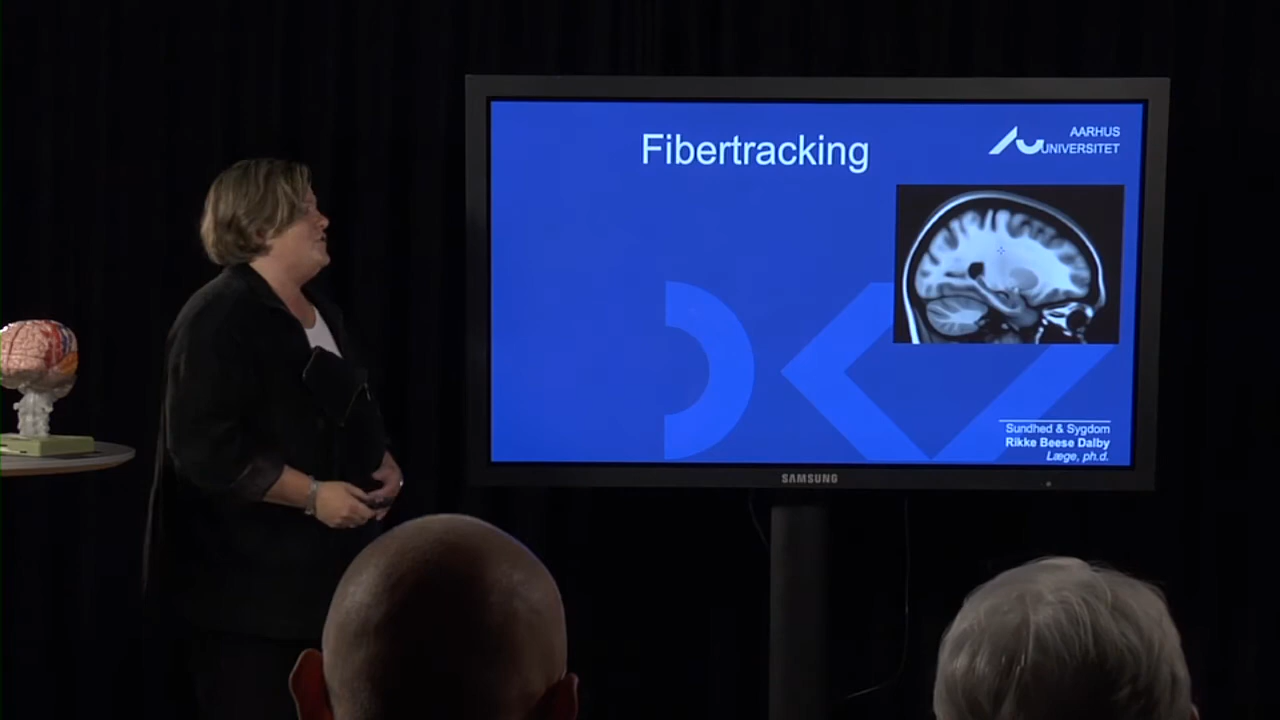 Fibertracking
AARHUS
UNIVERSITET
Sundhed & Sygdom
Rikke Beese Dalby
Læge, ph.d.
SAMSUNG